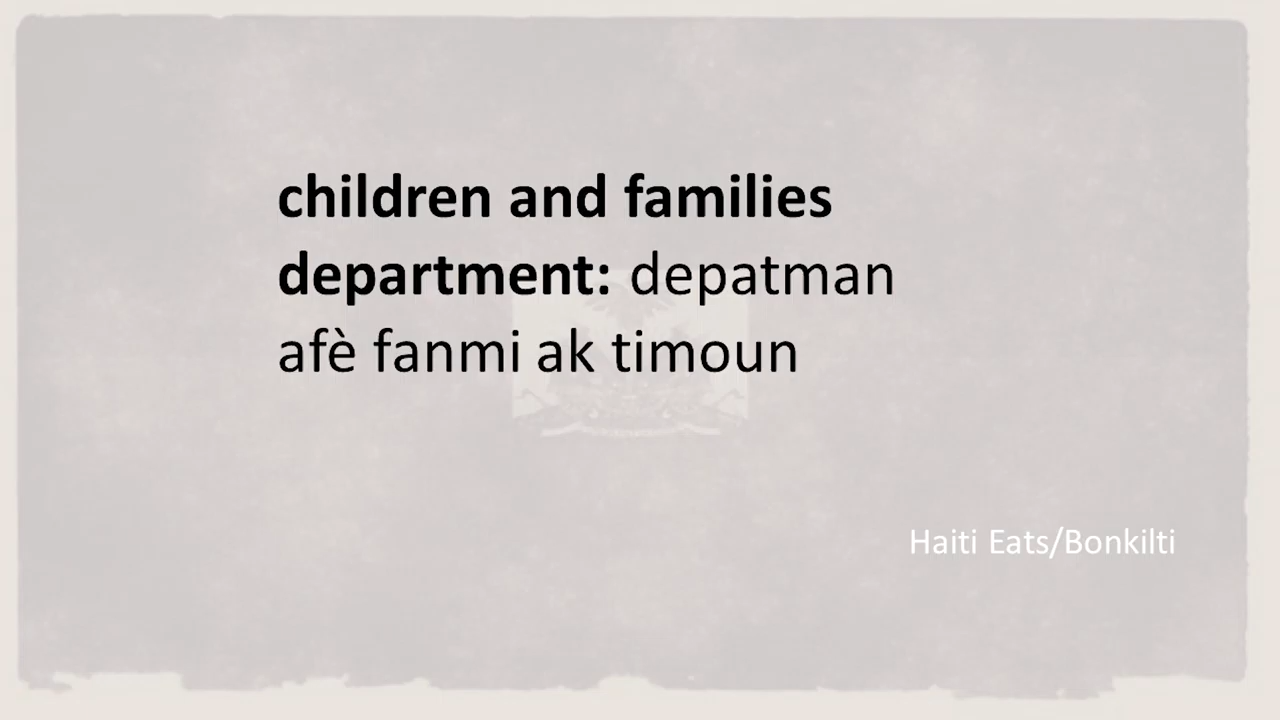 children and families
department: depatman
afè fanmi ak timoun
Haiti Eats/Bonkilti